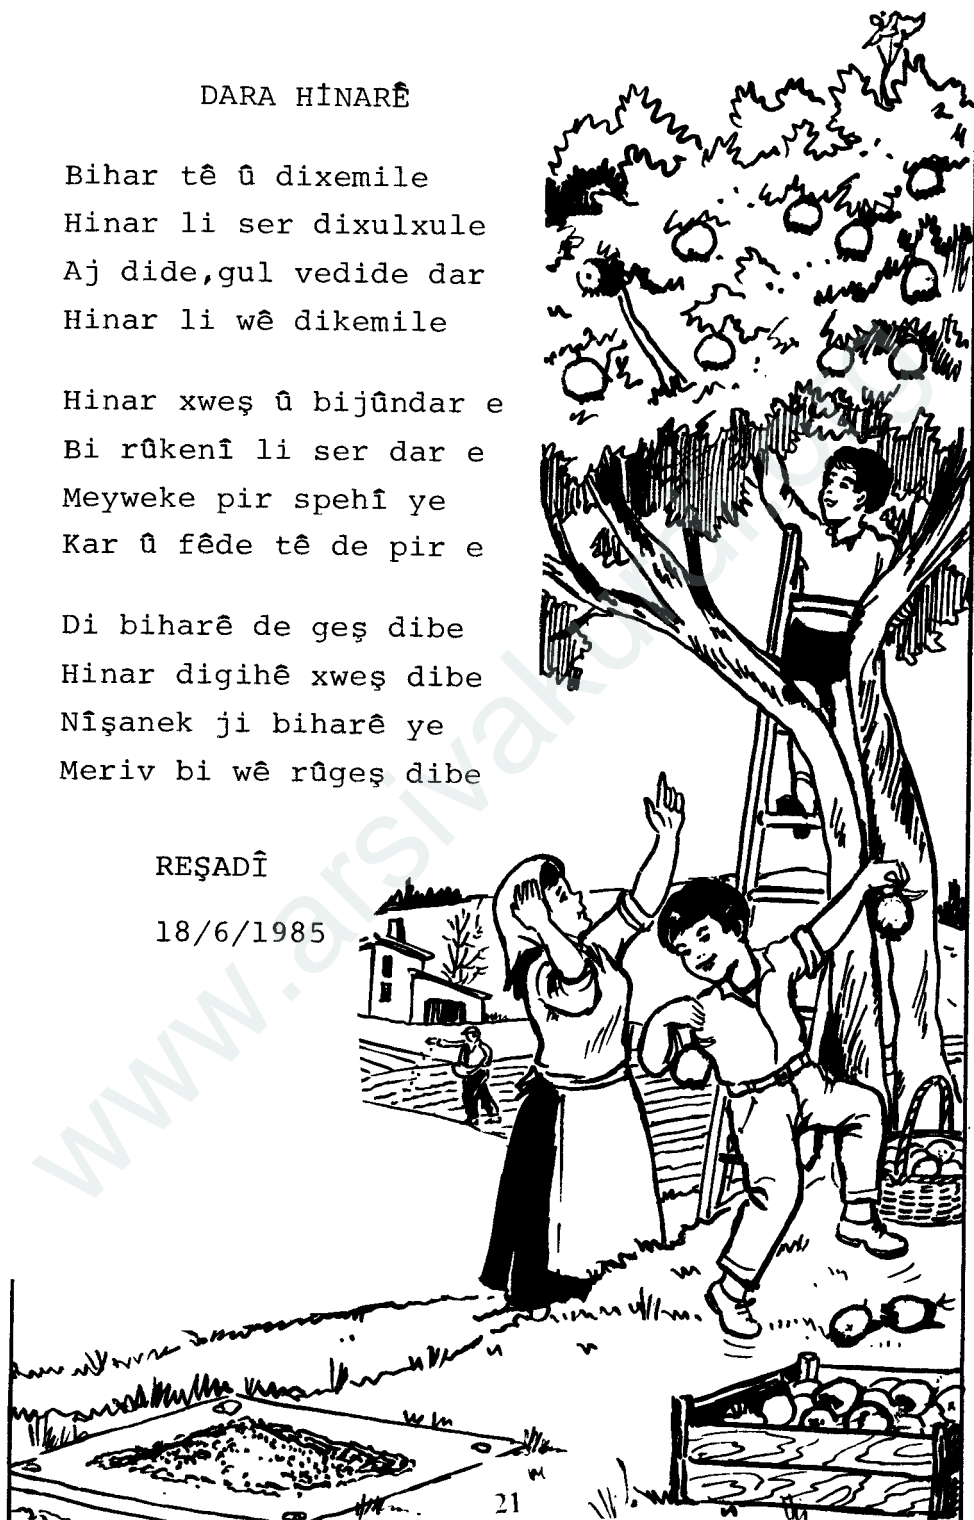 DARA HİNARÊ
Bihar tê û dixemile
Hinar li ser dixulxule
Aj dide,gul vedide dar
Hinar li wê dikemile
Hinar xweş û bijûndar e
Bi rûkenî li ser dar e
Meyweke pir spehî ye
Kar û fêde tê de pir e
Di biharê de geş dibe
Hinar digihê xweş dibe
Nîşanek ji biharê ye
Meriv bi wê rûgeş dibe
REŞADÎ
18/6/1985
21